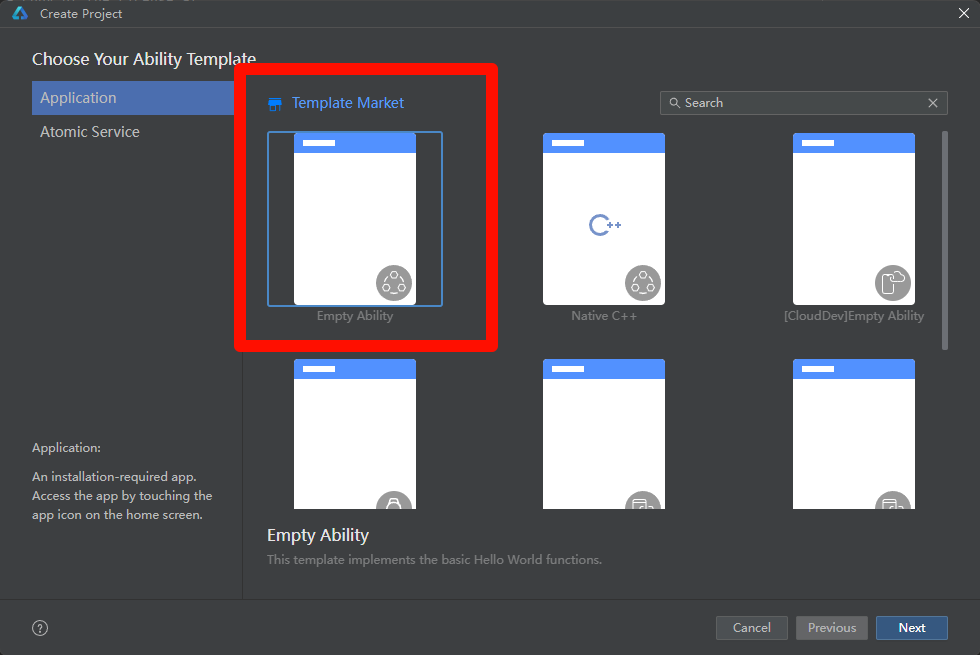 Create Project
Choose Your Ability Template
Application
Atomic Service
Template Market
Search
Empty Ability
C++
Native C++
[CloudDev]Empty Ability
Application:
An installation-required app.
Access the app by touching the
app icon on the home screen.
Empty Ability
This template implements the basic Hello World functions.
?
Cancel
Previous
Next